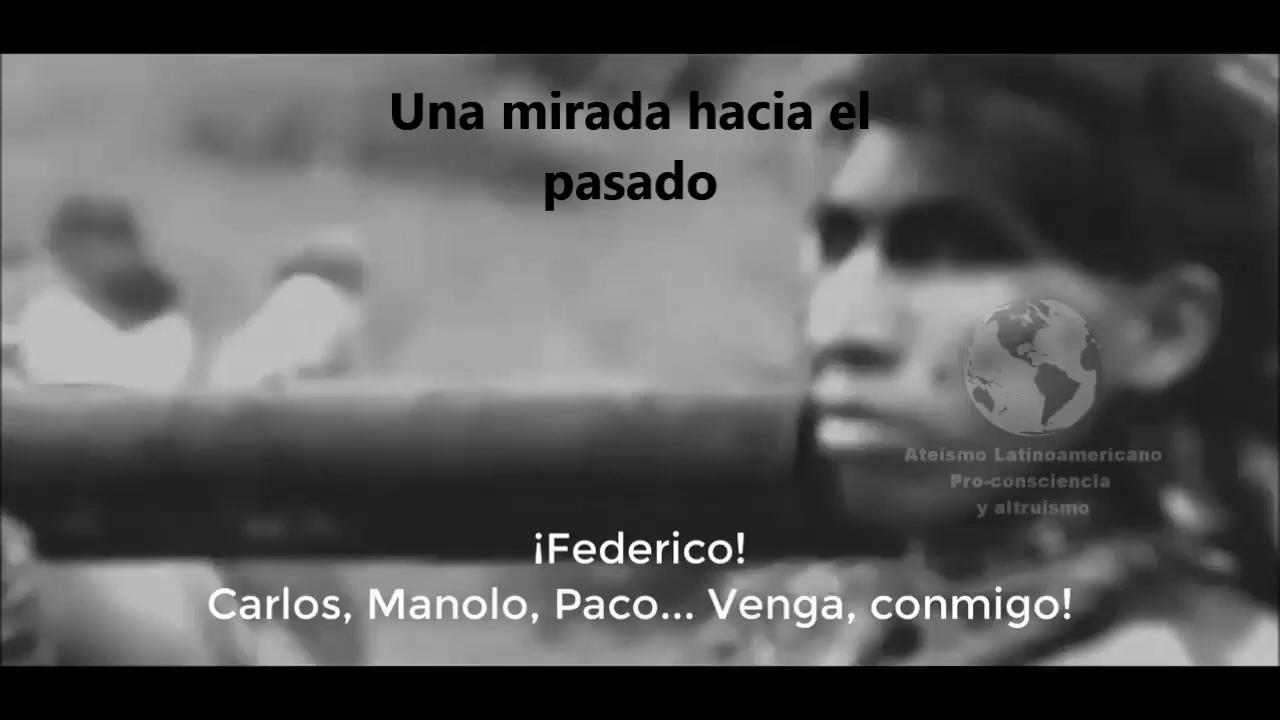 Una mirada hacia el
pasado
Ateísmo Latinoamericano
Pro-consciencia
y altruismo
¡Federico!
Carlos, Manolo, Paco... Venga, conmigo!